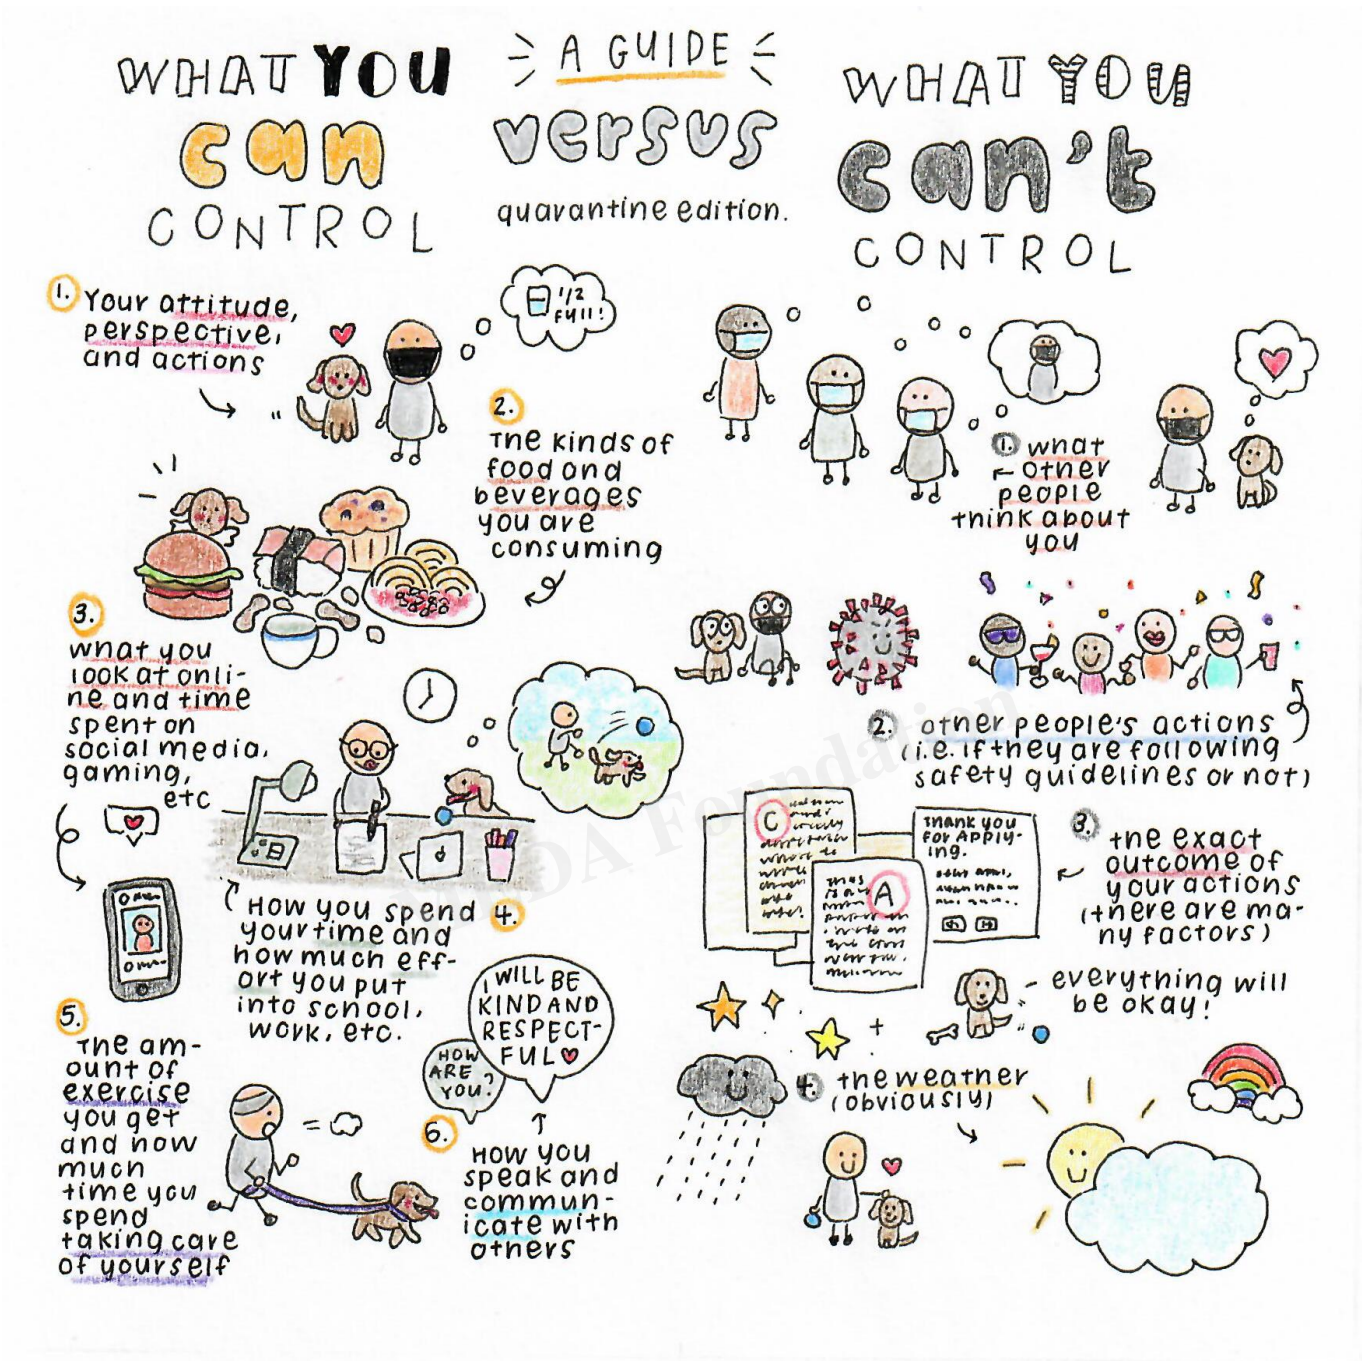 WHAT YOU
can
CONTROL
A GUIDE
versus
quarantine edition.
WHAT YOU
can't
CONTROL
1. Your attitude,
perspective,
and actions
1/2
full!
2.
The kinds of
food and
beverages
you are
consuming
3.
what you
look at onli-
ne and time
spent on
social media,
gaming,
etc
How you spend 4.
your time and
how much eff-
ort you put
into school,
work, etc.
5.
The am-
ount of
exercise
you get
and how
much
time you
spend
taking care
of yourself
I WILL BE
KIND AND
RESPECT-
FUL
HOW
ARE
YOU?
6.
How you
speak and
commun-
icate with
others
1. what
other
people
think about
you
2. other people's actions
(i.e. if they are following
safety guidelines or not)
C
A
Thank you
for apply-
ing.
3.
the exact
outcome of
your actions
(there are ma-
ny factors)
everything will
be okay!
4. the weather
(obviously)
Foundation